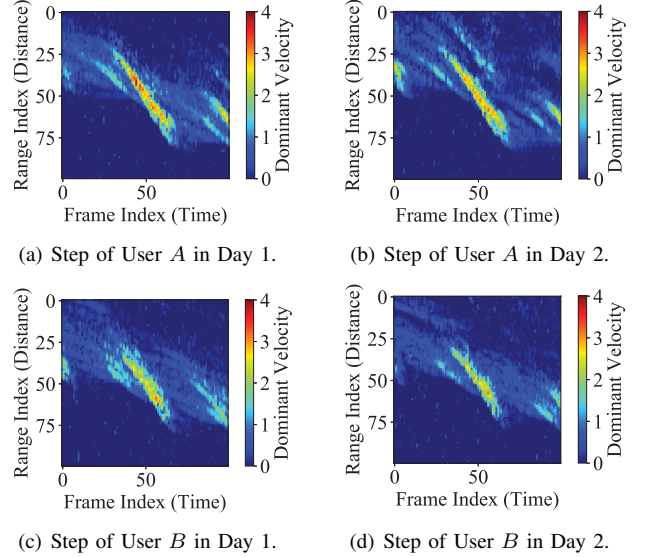 0
25
50
75
Range Index (Distance)
0
50
Frame Index (Time)
4
3
2
1
0
Dominant Velocity
(a) Step of User A in Day 1.
0
25
50
75
Range Index (Distance)
0
50
Frame Index (Time)
4
3
2
1
0
Dominant Velocity
(b) Step of User A in Day 2.
0
25
50
75
Range Index (Distance)
0
50
Frame Index (Time)
4
3
2
1
0
Dominant Velocity
(c) Step of User B in Day 1.
0
25
50
75
Range Index (Distance)
0
50
Frame Index (Time)
4
3
2
1
0
Dominant Velocity
(d) Step of User B in Day 2.